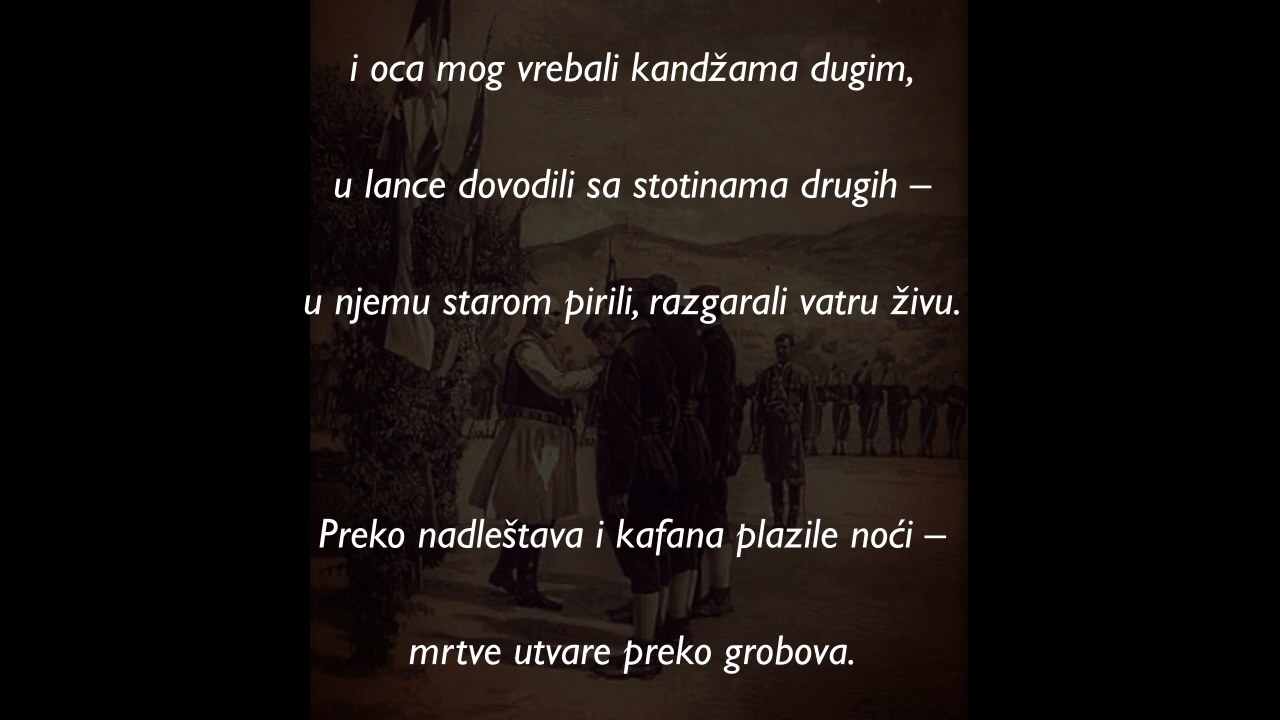 i oca mog vrebali kandžama dugim,
u lance dovodili sa stotinama drugih –
u njemu starom pirili, razgarali vatru živu.
Preko nadleštava i kafana plazile noći –
mrtve utvare preko grobova.